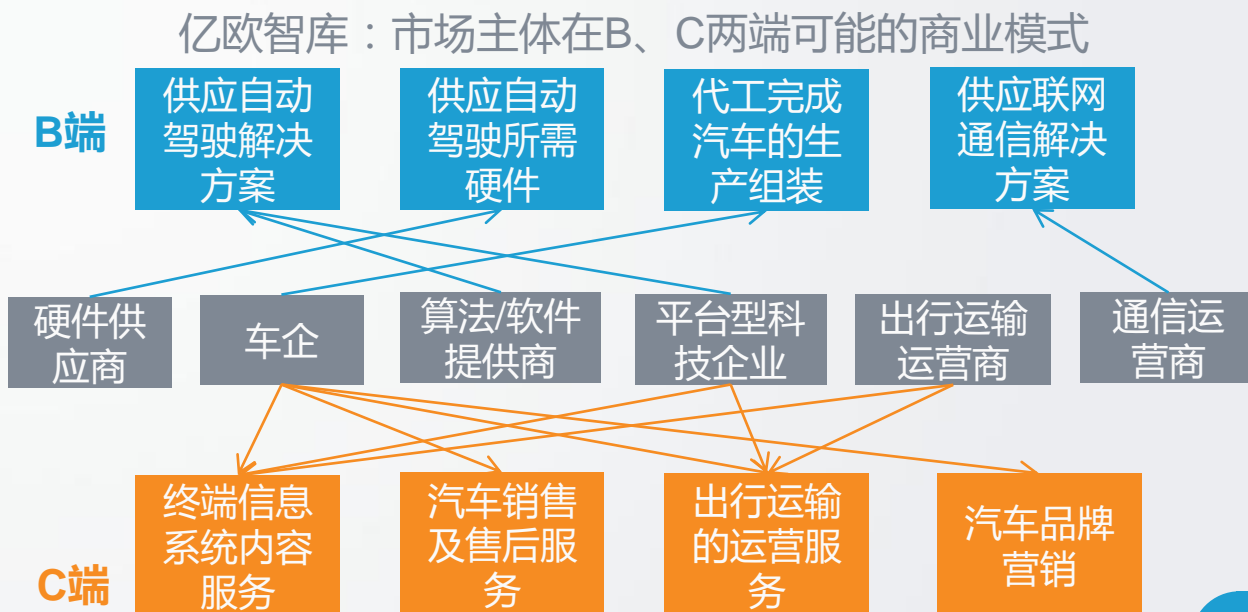 亿欧智库：市场主体在B、C两端可能的商业模式
B端
供应自动
驾驶解决
方案
供应自动
驾驶所需
硬件
代工完成
汽车的生
产组装
供应联网
通信解决
方案
硬件供
应商
车企
算法/软件
提供商
平台型科
技企业
出行运输
运营商
通信运
营商
C端
终端信息
系统内容
服务
汽车销售
及售后服
务
出行运输
的运营服
务
汽车品牌
营销